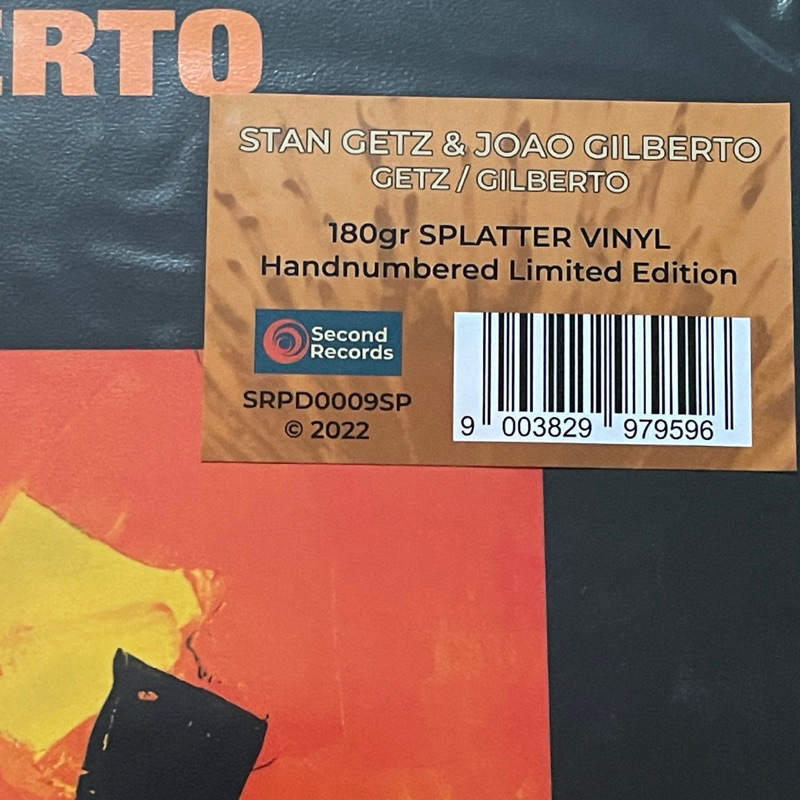 ERTO
STAN GETZ & JOAO GILBERTO
GETZ / GILBERTO
180gr SPLATTER VINYL
Handnumbered Limited Edition
Second
Records
SRPD0009SP
© 2022
9 003829 979596